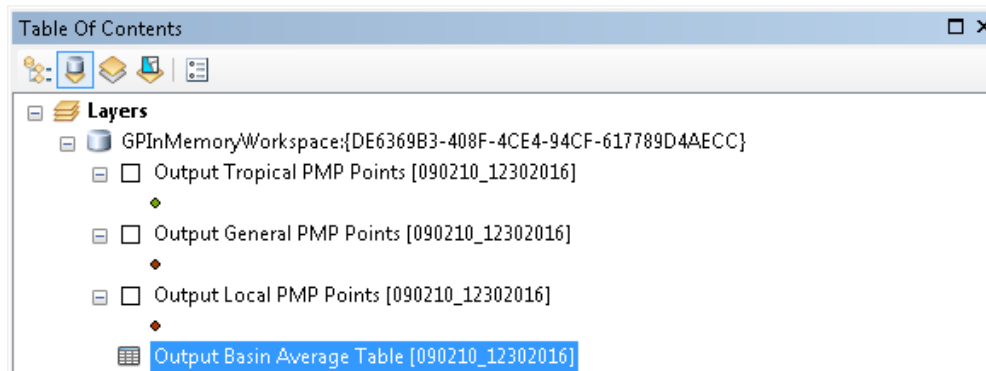 Table Of Contents
Layers
GPInMemoryWorkspace:{DE6369B3-408F-4CE4-94CF-617789D4AECC}
Output Tropical PMP Points [090210_12302016]
Output General PMP Points [090210_12302016]
Output Local PMP Points [090210_12302016]
Output Basin Average Table [090210_12302016]